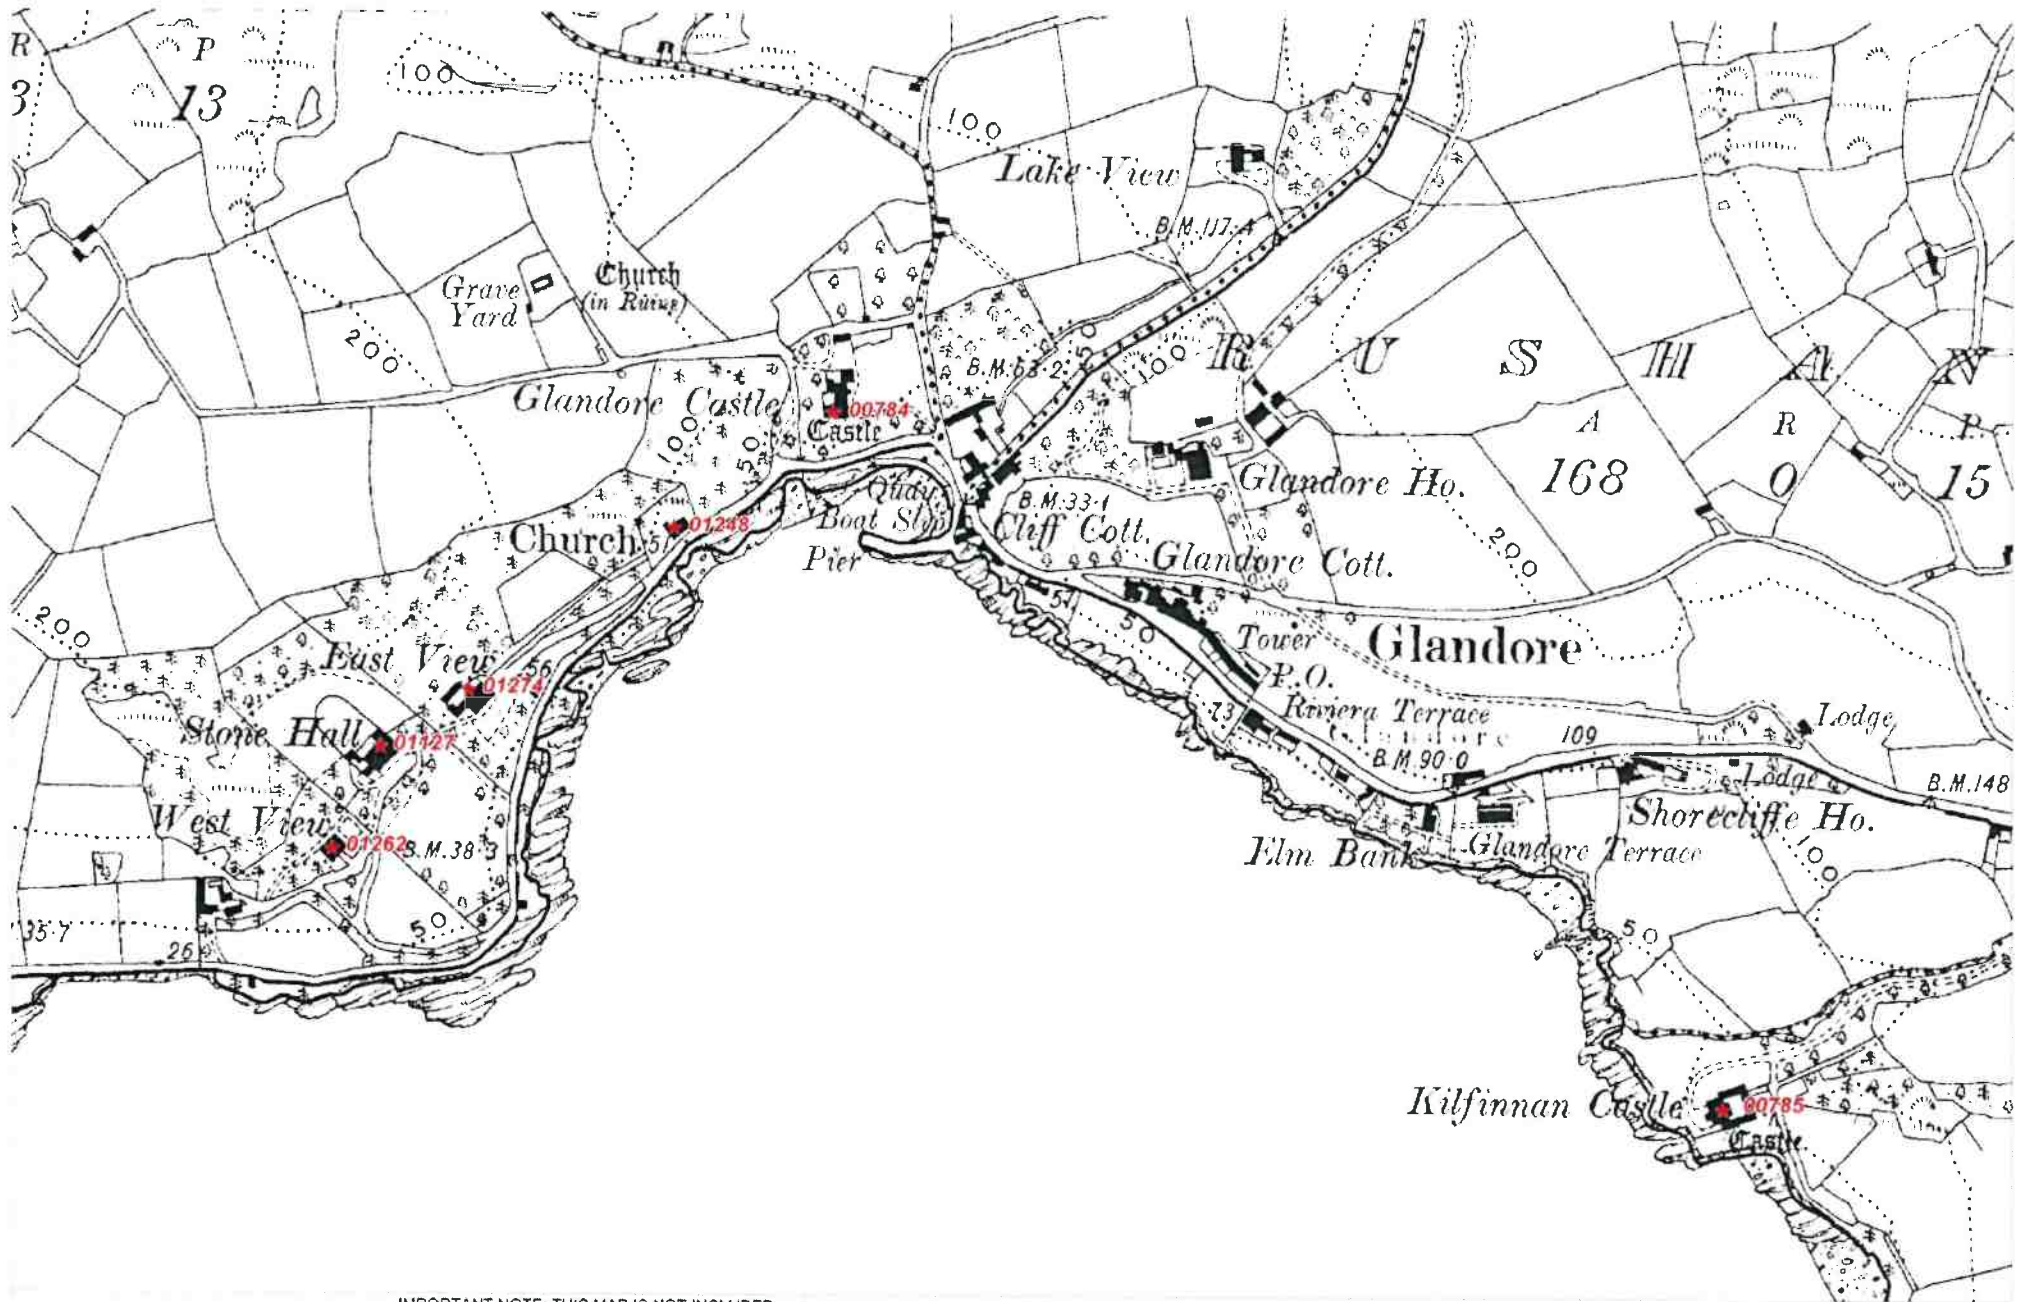 R
P
3
13
100
100
Lake View
B.M.117.4
Grave
Yard
Church
(in Ruins)
200
50
100
R U S H A N
B.M.53.2
Glandore Castle
00784
Castle
100
50
A R P
168 O 15
Glandore Ho.
Quay
B.M.33.1
Boat Slip
01248
Church
51
Pier
Cliff Cott.
Glandore Cott.
200
200
57
50
Tower
Glandore
East View
56
01274
P.O.
Riviera Terrace
73
Glandore
Lodge
109
Stone Hall
01127
B.M.90.0
Lodge
B.M.148
West View
01262
B.M.38.3
Shorecliffe Ho.
Elm Bank
Glandore Terrace
100
50
50
35.7
26
Kilfinnan Castle
00785
Castle